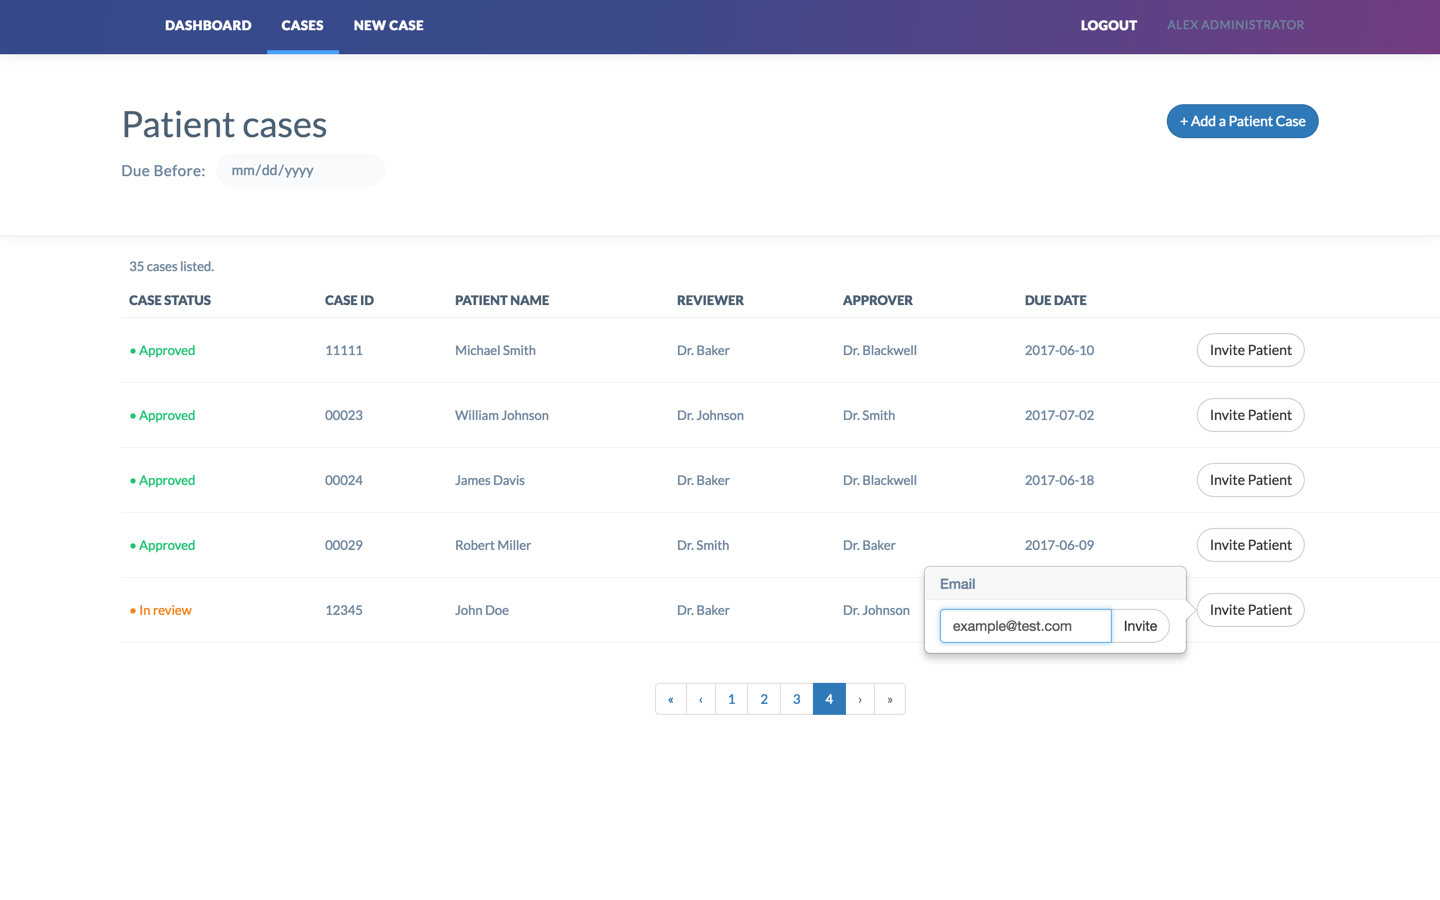 DASHBOARD CASES NEW CASE LOGOUT ALEX ADMINISTRATOR
Patient cases
+ Add a Patient Case
Due Before: mm/dd/yyyy
35 cases listed.
CASE STATUS CASE ID PATIENT NAME REVIEWER APPROVER DUE DATE
• Approved 11111 Michael Smith Dr. Baker Dr. Blackwell 2017-06-10 Invite Patient
• Approved 00023 William Johnson Dr. Johnson Dr. Smith 2017-07-02 Invite Patient
• Approved 00024 James Davis Dr. Baker Dr. Blackwell 2017-06-18 Invite Patient
• Approved 00029 Robert Miller Dr. Smith Dr. Baker 2017-06-09 Invite Patient
Email
• In review 12345 John Doe Dr. Baker Dr. Johnson Invite Patient
example@test.com Invite
« ‹ 1 2 3 4 › »